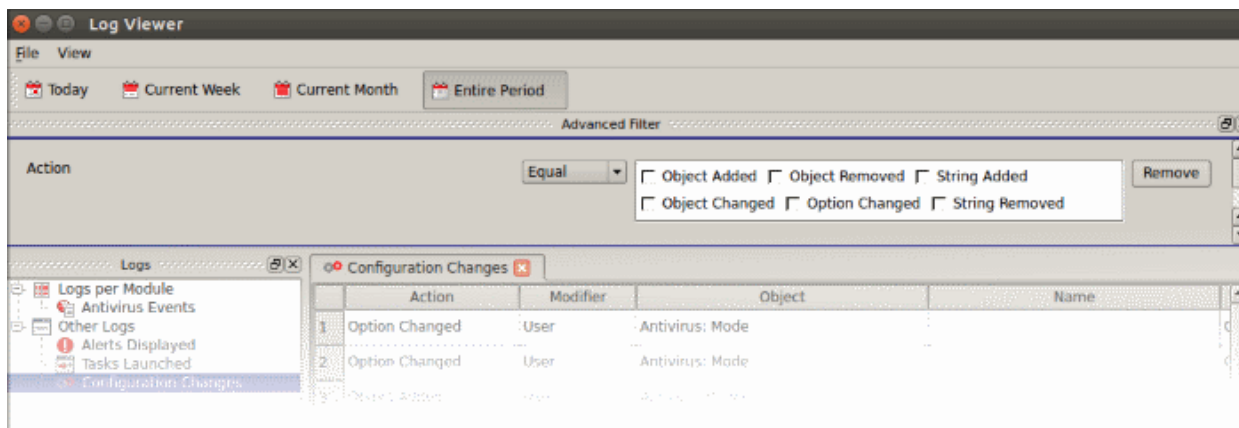 Log Viewer
File View
Today Current Week Current Month Entire Period
Advanced Filter
Action Equal Object Added Object Removed String Added Remove
Object Changed Option Changed String Removed
Logs Configuration Changes
Logs per Module Action Modifier Object Name
Antivirus Events
Other Logs 1 Option Changed User Antivirus: Mode
Alerts Displayed
Tasks Launched 2 Option Changed User Antivirus: Mode
Configuration Changes
3 Object Added User